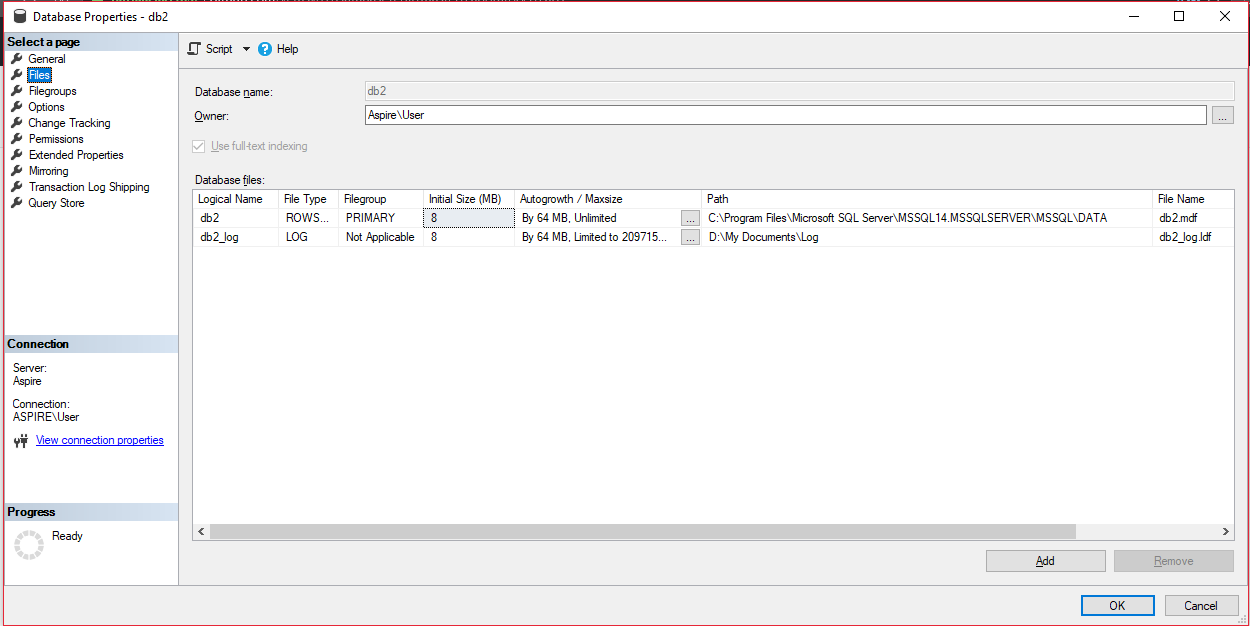 Database Properties - db2
Select a page
General
Files
Filegroups
Options
Change Tracking
Permissions
Extended Properties
Mirroring
Transaction Log Shipping
Query Store
Connection
Server:
Aspire
Connection:
ASPIRE\User
View connection properties
Progress
Ready
Script
Help
Database name: db2
Owner: Aspire\User ...
Use full-text indexing
Database files:
Logical Name File Type Filegroup Initial Size (MB) Autogrowth / Maxsize Path File Name
db2 ROWS... PRIMARY 8 By 64 MB, Unlimited ... C:\Program Files\Microsoft SQL Server\MSSQL14.MSSQLSERVER\MSSQL\DATA db2.mdf
db2_log LOG Not Applicable 8 By 64 MB, Limited to 209715... ... D:\My Documents\Log db2_log.ldf
Add Remove
OK Cancel